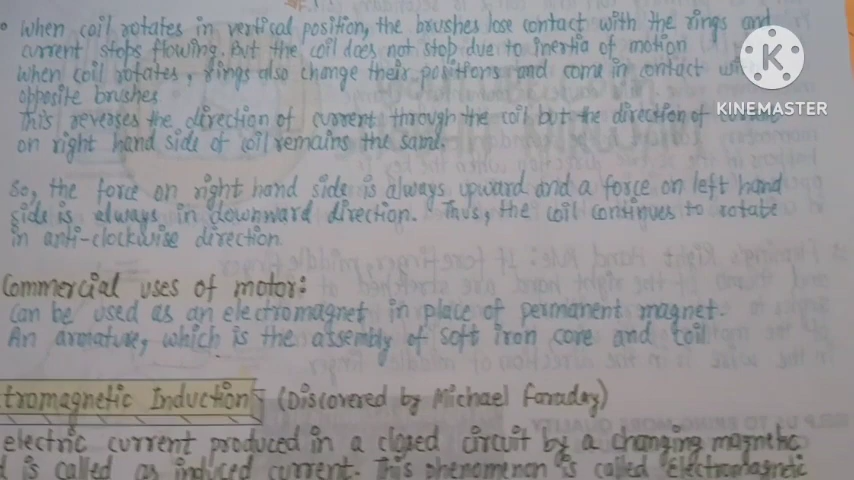 When coil rotates in vertical position, the brushes lose contact with the rings and
current stops flowing. But the coil does not stop due to inertia of motion
When coil rotates, rings also change their positions and come in contact
opposite brushes
This reverses the direction of current through the coil but the direction of
on right hand side of coil remains the same.
So, the force on right hand side is always upward and a force on left hand
side is always in downward direction. Thus, the coil continues to rotate
in anti-clockwise direction
Commercial uses of motor:
Can be used as an electromagnet in place of permanent magnet.
An armature, which is the assembly of soft iron core and coil
tromagnetic Induction (Discovered by Michael Faraday)
electric current produced in a closed circuit by a changing magnetic
d is called as induced current. This phenomenon is called electromagnetic
KINEMASTER